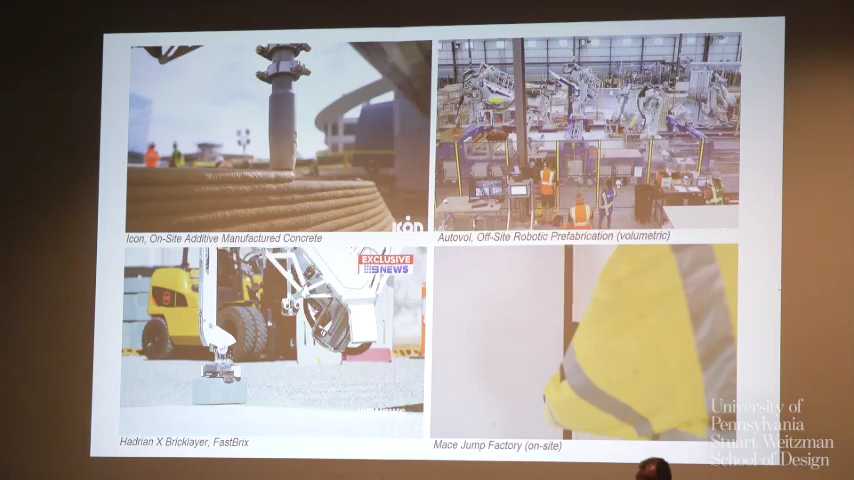 ICON
Icon, On-Site Additive Manufactured Concrete
Autovol, Off-Site Robotic Prefabrication (volumetric)
EXCLUSIVE
9NEWS
Hadrian X Bricklayer, FastBrix
Mace Jump Factory (on-site)
University of
Pennsylvania
Stuart Weitzman
School of Design